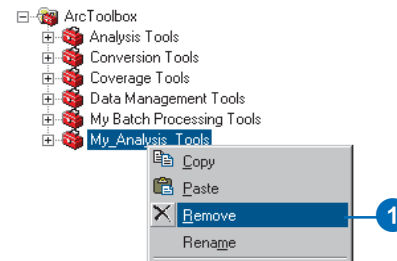 ArcToolbox
Analysis Tools
Conversion Tools
Coverage Tools
Data Management Tools
My Batch Processing Tools
My_Analysis_Tools
Copy
Paste
Remove
1
Rename